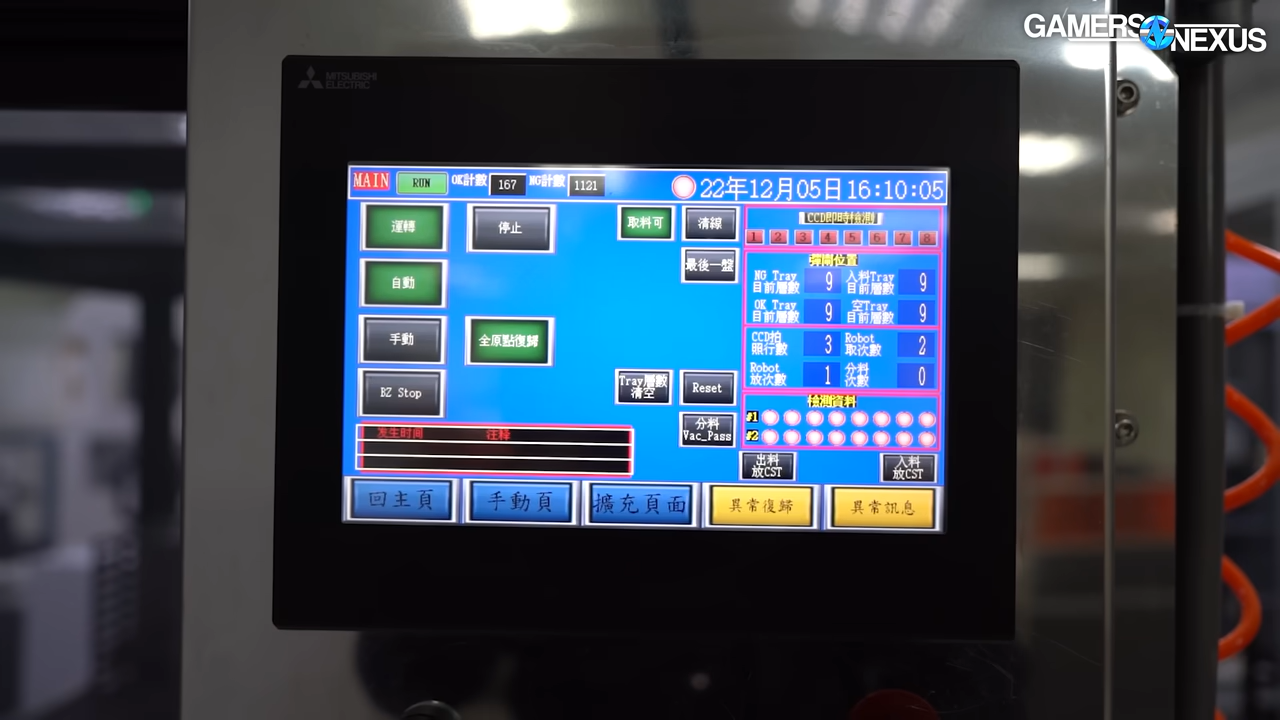 GAMERS NEXUS
MITSUBISHI
ELECTRIC
MAIN RUN OK計數 167 NG計數 1121 22年12月05日 16:10:05
運轉 停止 取料可 清線 CCD即時檢測
1 2 3 4 5 6 7 8
最後一盤
自動
NG Tray 目前層數 9 入料Tray 目前層數 9
OK Tray 目前層數 9 空Tray 目前層數 9
手動 全原點復歸
CCD拍照行數 3 Robot 取次數 2
Robot 放次數 1 分料次數 0
BZ Stop Tray層數清空 Reset
檢測資料
#1
#2
分料
Vac_Pass
发生时间 注释
出料
放CST
入料
放CST
回主頁 手動頁 擴充頁面 異常復歸 異常訊息